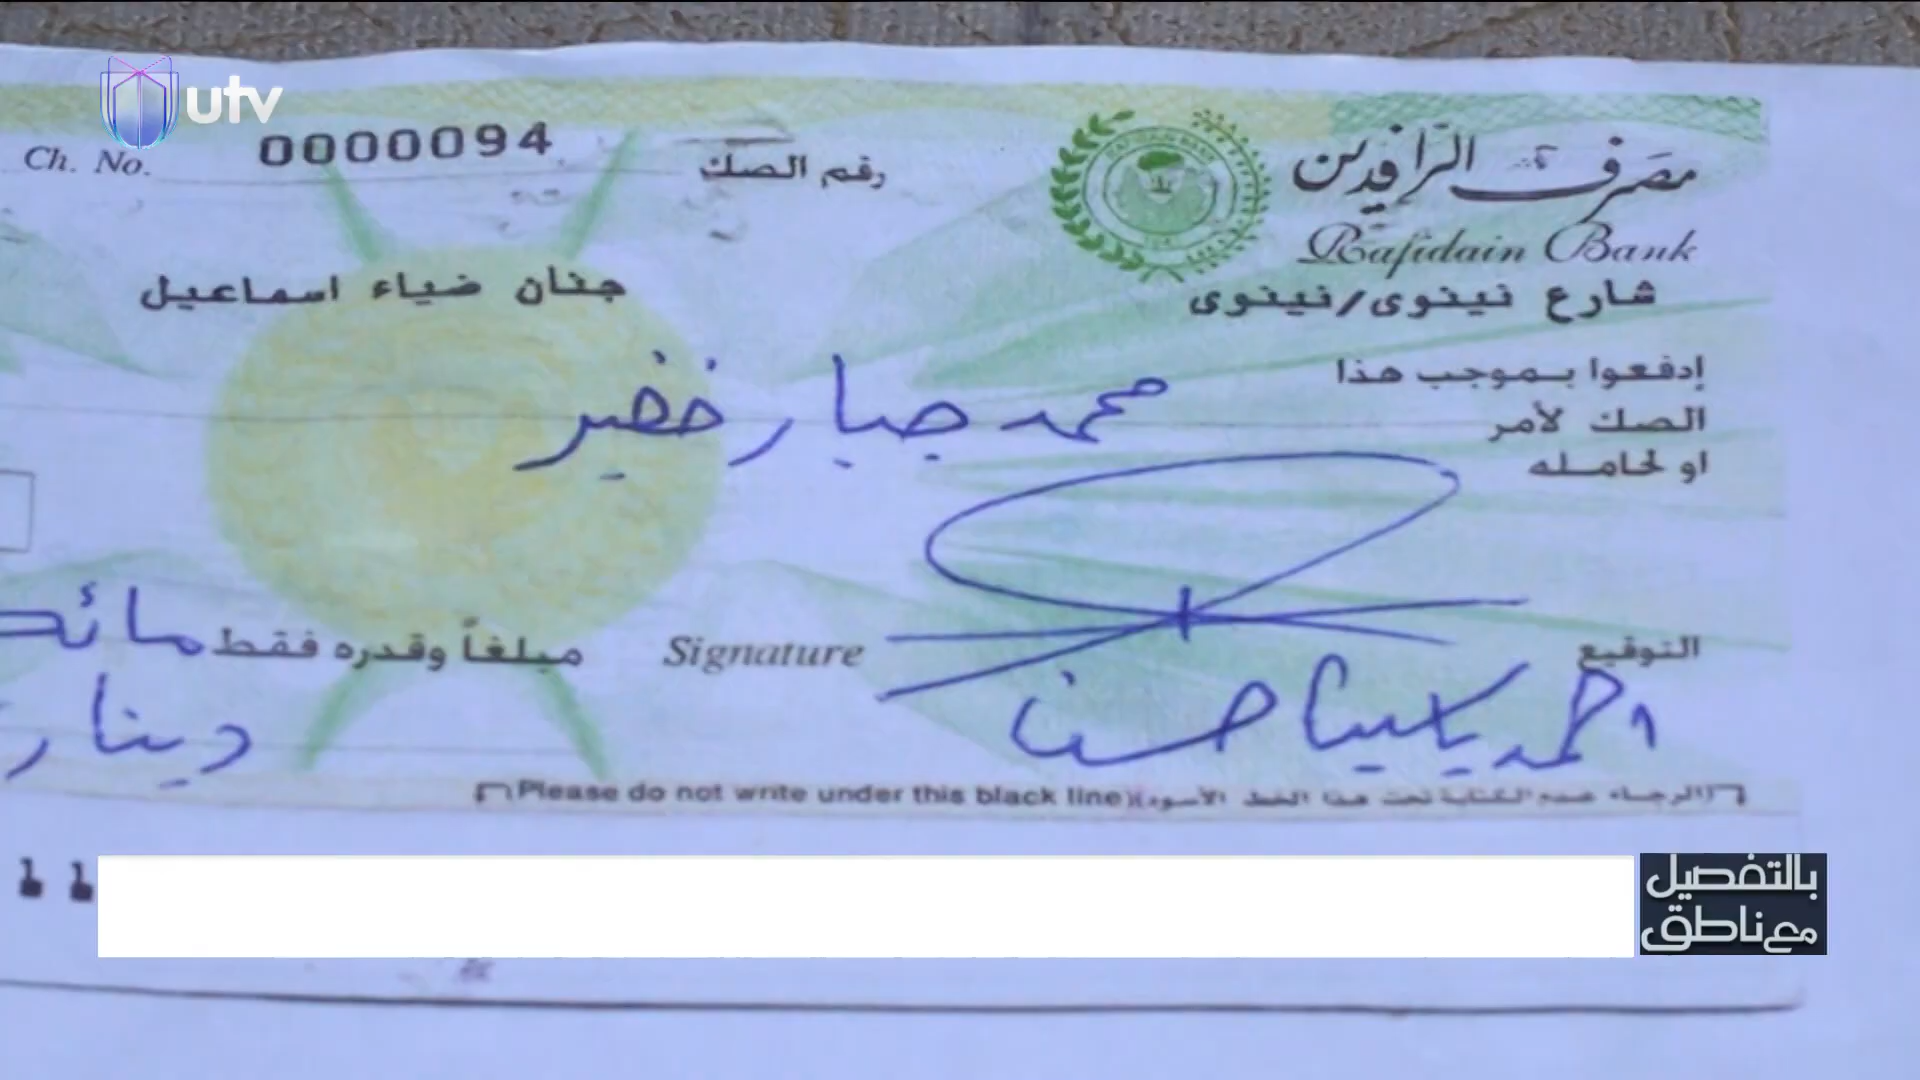 utv
Ch. No. 0000094 رقم الصك
مصرف الرافدين
Rafidain Bank
شارع نينوى/نينوى
جنان ضياء اسماعيل
إدفعوا بموجب هذا
الصك لأمر
او لحامله
محمد جبار خضير
التوقيع
Signature
مبلغاً وقدره فقط
دينار
(الرجاء عدم الكتابة تحت هذا الخط الأسود)(Please do not write under this black line)
بالتفصيل
مع ناطق